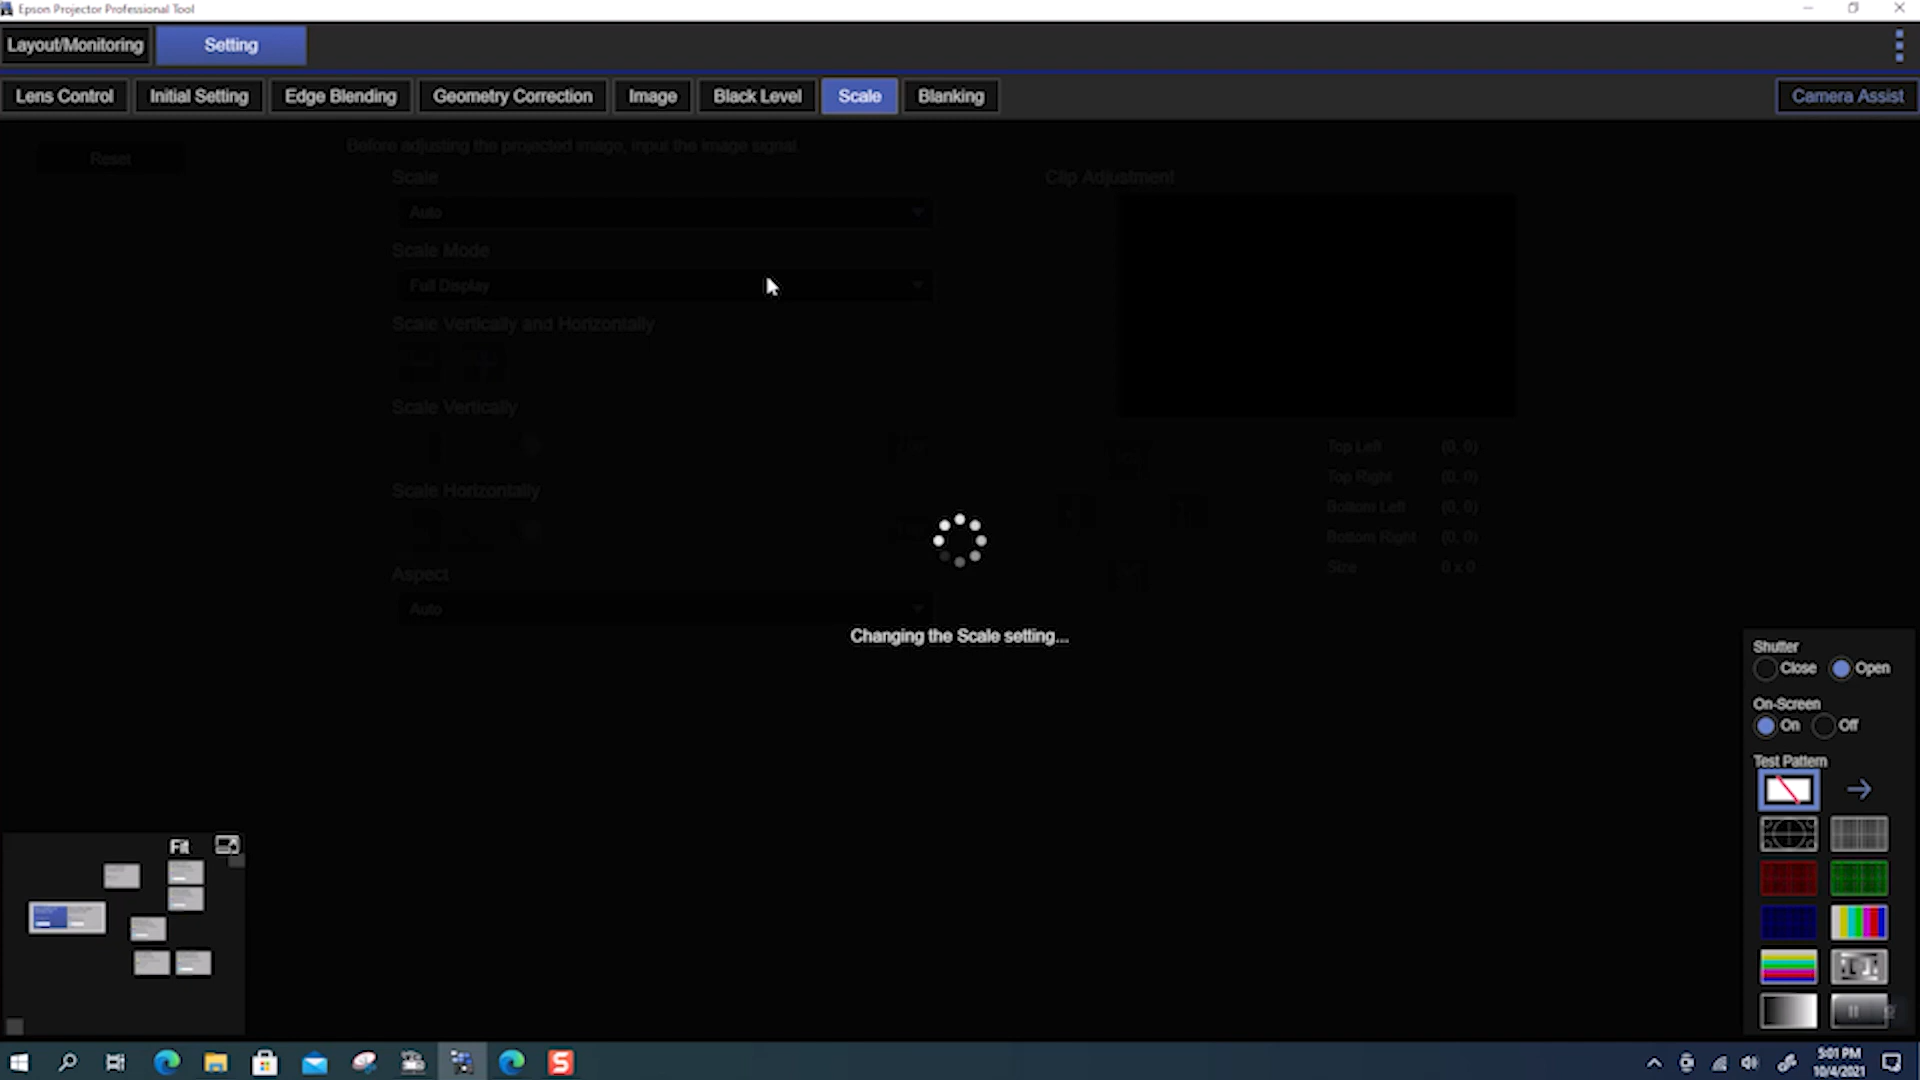 Epson Projector Professional Tool
Layout/Monitoring Setting
Lens Control Initial Setting Edge Blending Geometry Correction Image Black Level Scale Blanking Camera Assist
Before adjusting the projected image, input the image signal.
Reset
Scale
Auto
Scale Mode
Full Display
Scale Vertically and Horizontally
Scale Vertically
Scale Horizontally
Aspect
Auto
Clip Adjustment
Top Left (0, 0)
Top Right (0, 0)
Bottom Left (0, 0)
Bottom Right (0, 0)
Size 0 x 0
Changing the Scale setting...
Shutter
Close Open
On-Screen
On Off
Test Pattern
Fit
5:01 PM
10/4/2021